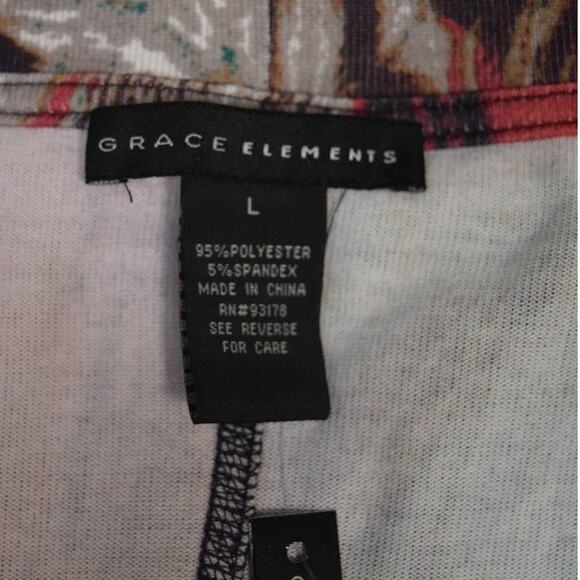 GRACE ELEMENTS
L
95%POLYESTER
5%SPANDEX
MADE IN CHINA
RN#93178
SEE REVERSE
FOR CARE